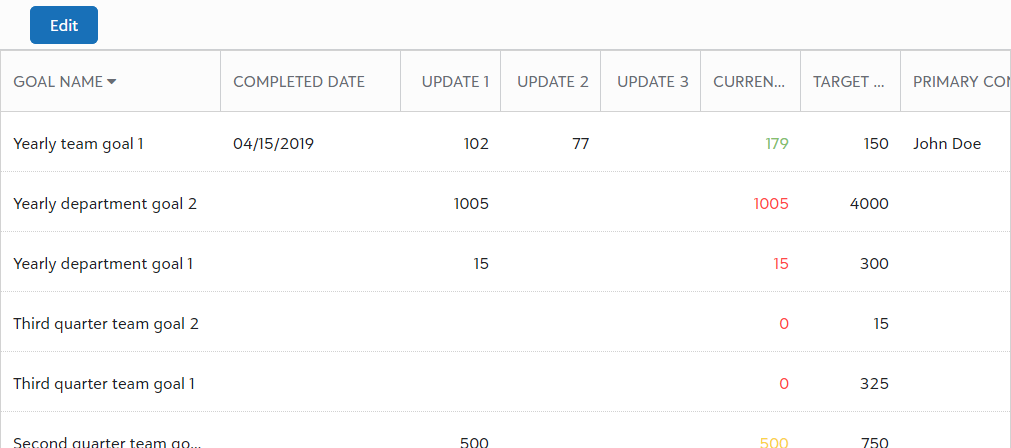 Edit
GOAL NAME COMPLETED DATE UPDATE 1 UPDATE 2 UPDATE 3 CURREN... TARGET ... PRIMARY CON
Yearly team goal 1 04/15/2019 102 77 179 150 John Doe
Yearly department goal 2 1005 1005 4000
Yearly department goal 1 15 15 300
Third quarter team goal 2 0 15
Third quarter team goal 1 0 325
Second quarter team go... 500 500 750